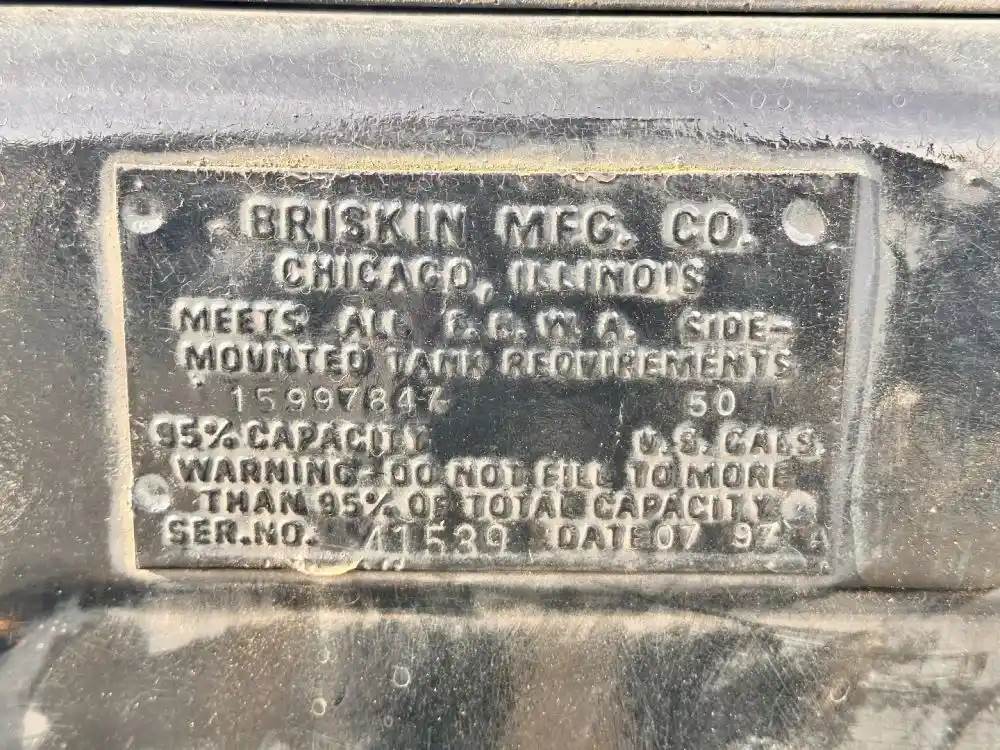 BRISKIN MFG. CO.
CHICAGO, ILLINOIS
MEETS ALL W. A. SIDE-
MOUNTED TANK REQUIREMENTS
15997847 50
95% CAPACITY U. S. GALS.
WARNING-DO NOT FILL TO MORE
THAN 95% OF TOTAL CAPACITY
SER. NO. 41539 DATE 07 97